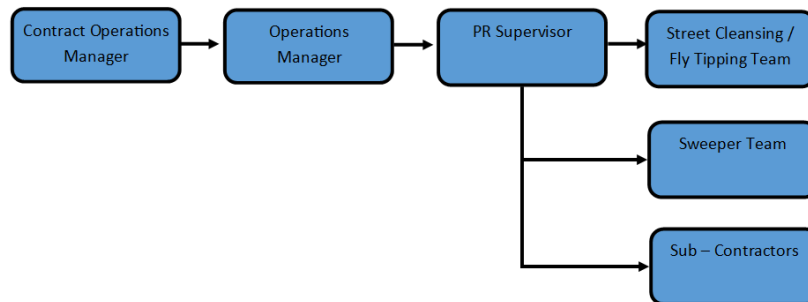 Contract Operations
Manager
Operations
Manager
PR Supervisor
Street Cleansing /
Fly Tipping Team
Sweeper Team
Sub – Contractors